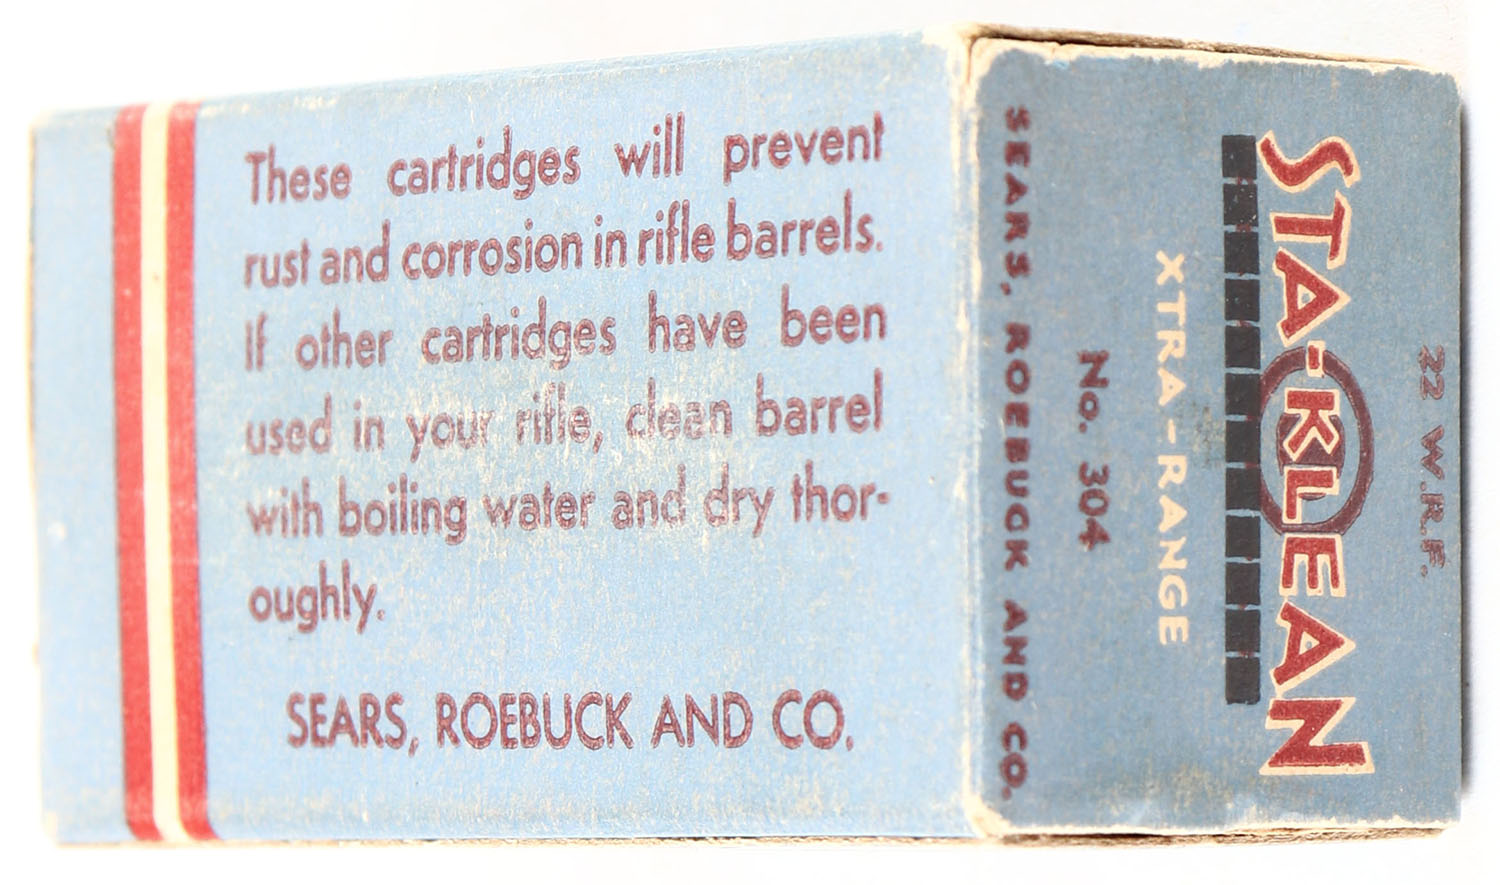 These cartridges will prevent
rust and corrosion in rifle barrels.
If other cartridges have been
used in your rifle, clean barrel
with boiling water and dry thor-
oughly.
SEARS, ROEBUCK AND CO.
22 W.R.F.
STA-KLEAN
XTRA-RANGE
No. 304
SEARS, ROEBUCK AND CO.